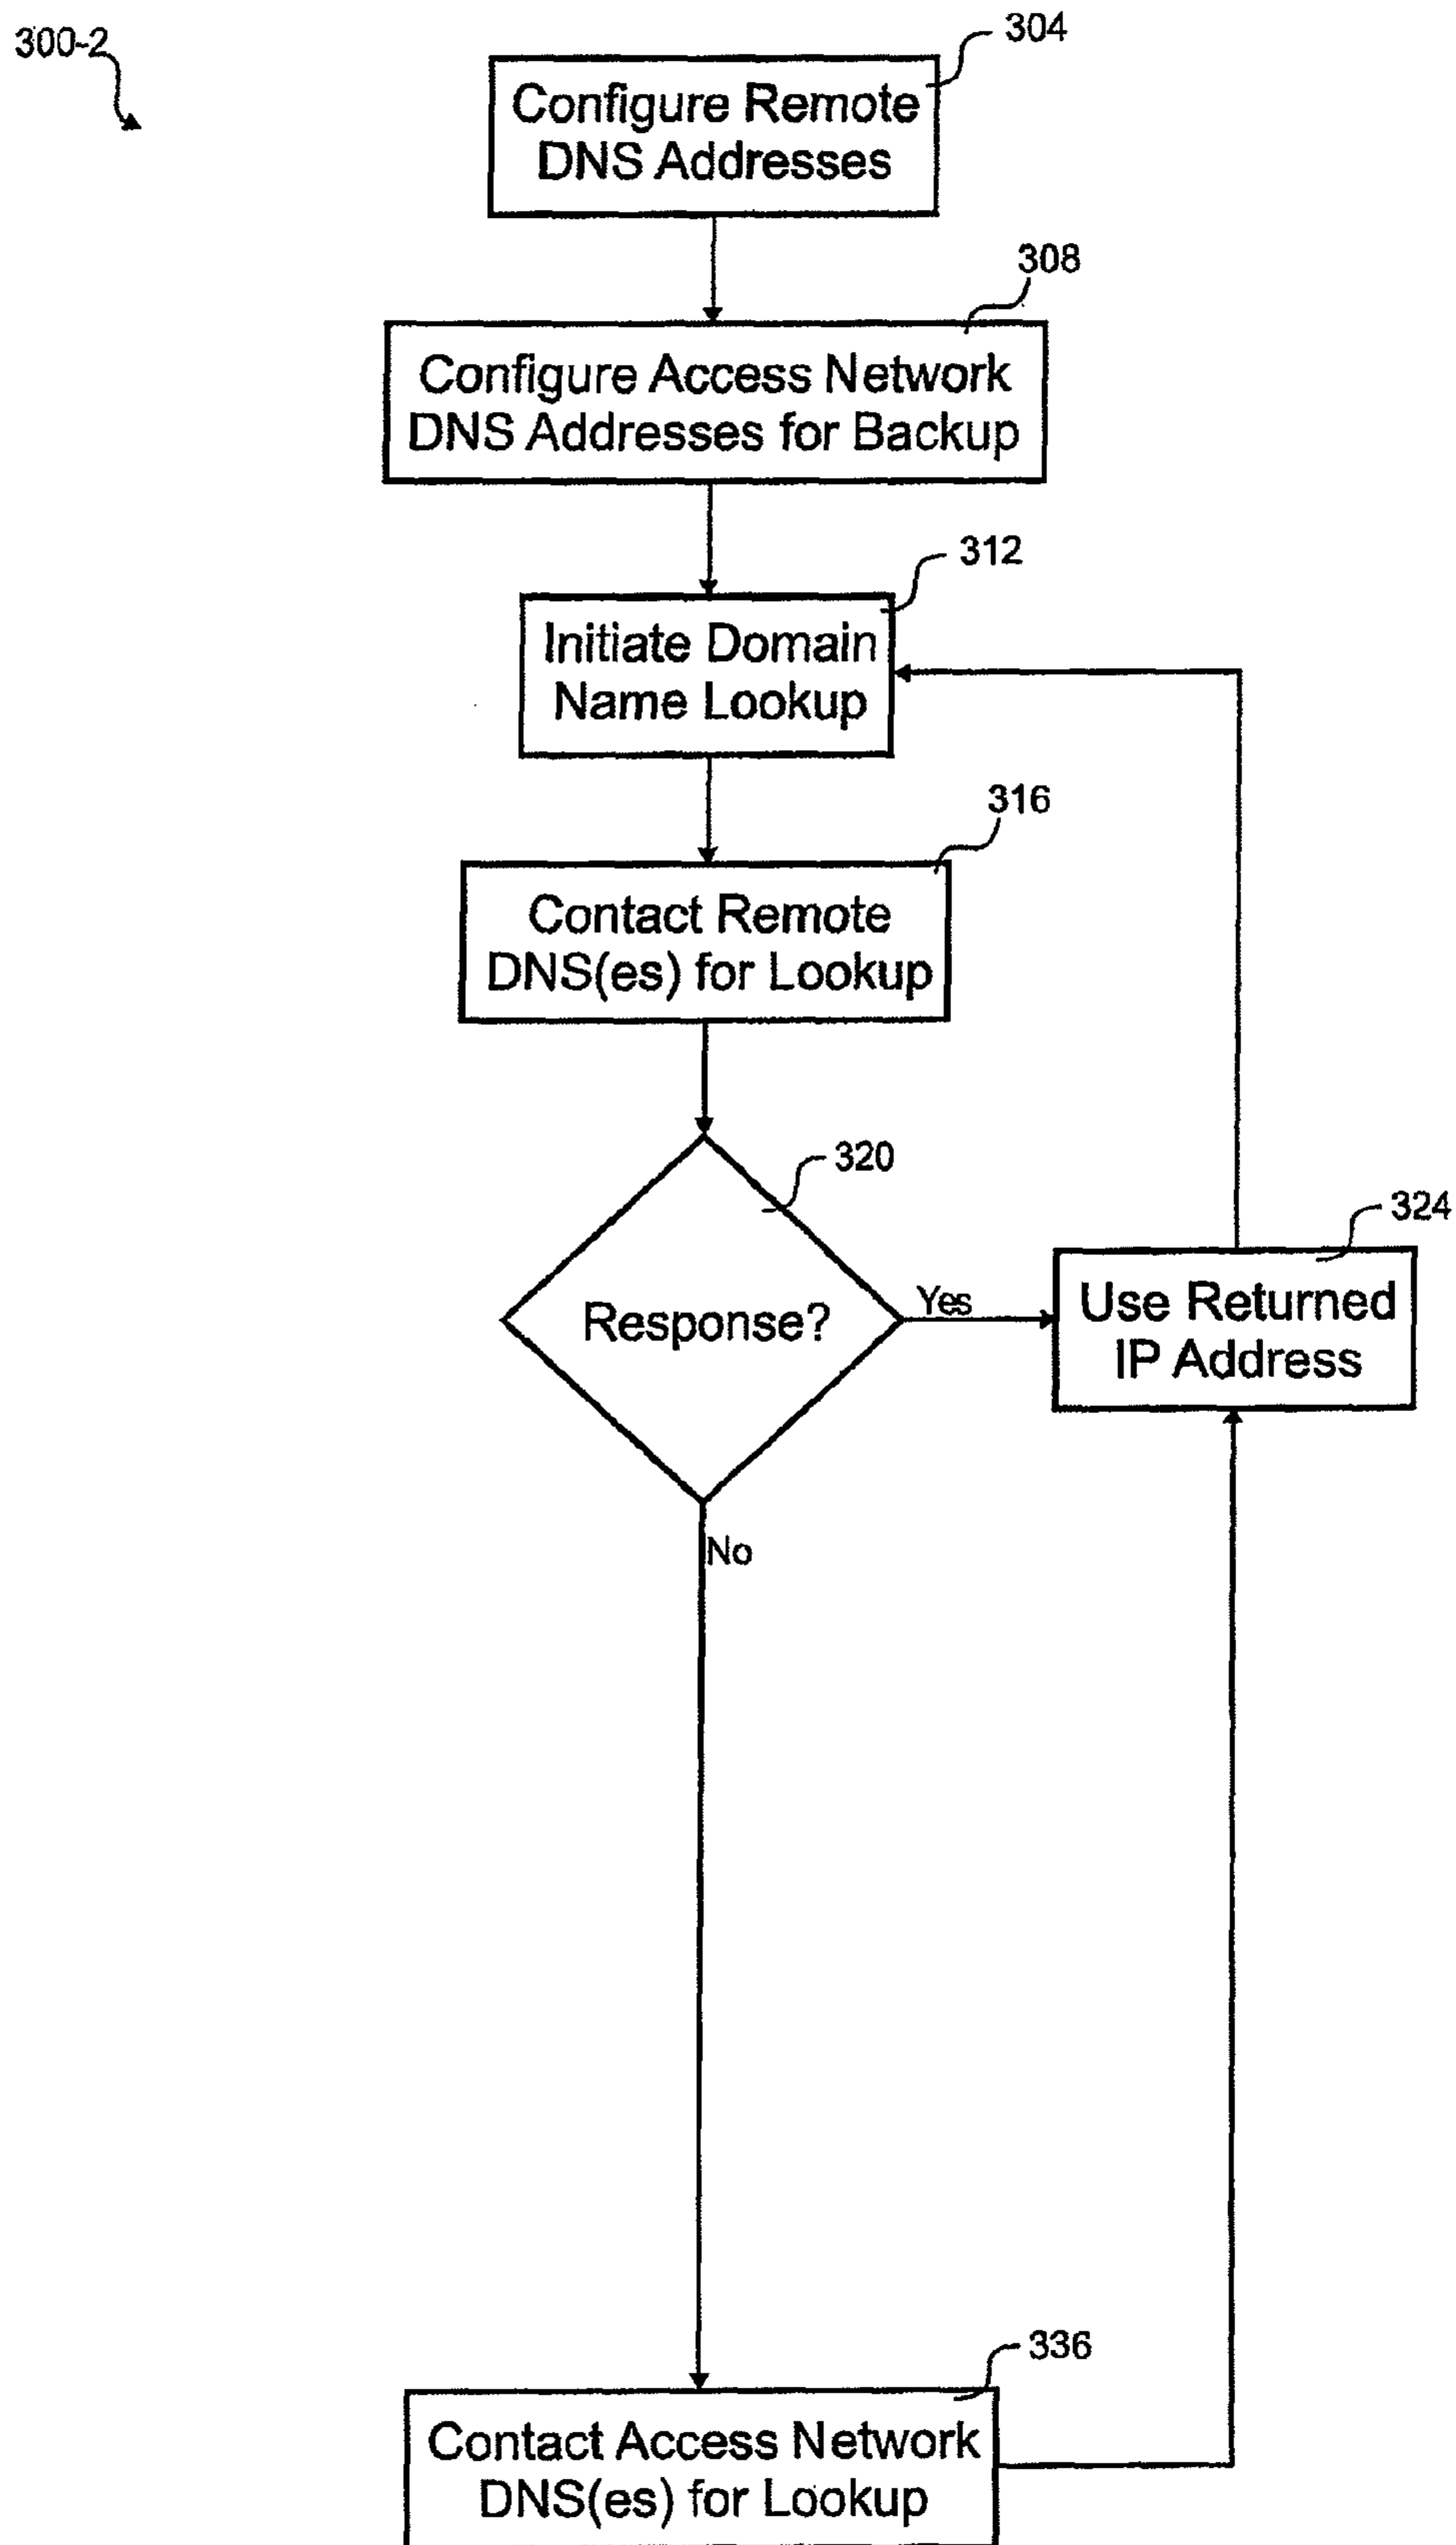 300-2
304
Configure Remote
DNS Addresses
308
Configure Access Network
DNS Addresses for Backup
312
Initiate Domain
Name Lookup
316
Contact Remote
DNS(es) for Lookup
320
Response?
Yes
324
Use Returned
IP Address
No
336
Contact Access Network
DNS(es) for Lookup